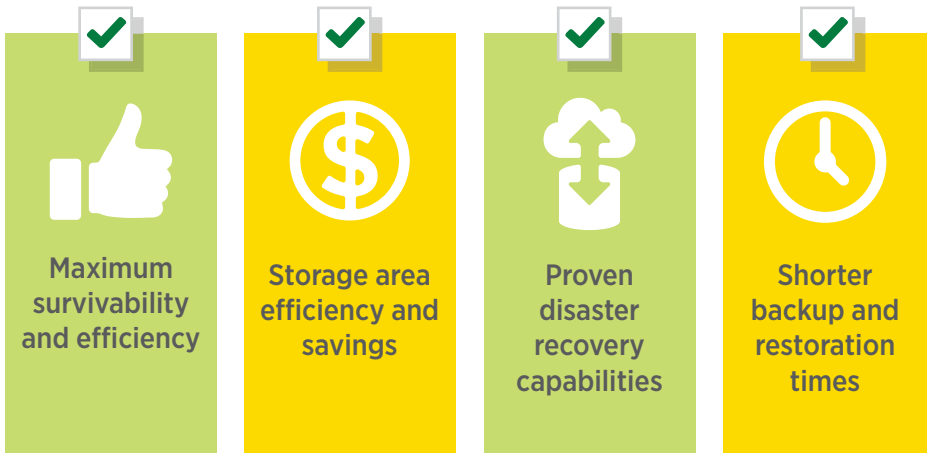 Maximum
survivability
and efficiency
Storage area
efficiency and
savings
Proven
disaster
recovery
capabilities
Shorter
backup and
restoration
times